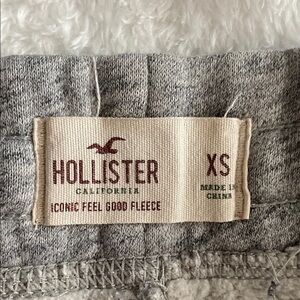 HOLLISTER
CALIFORNIA
ICONIC FEEL GOOD FLEECE
XS
MADE IN
CHINA